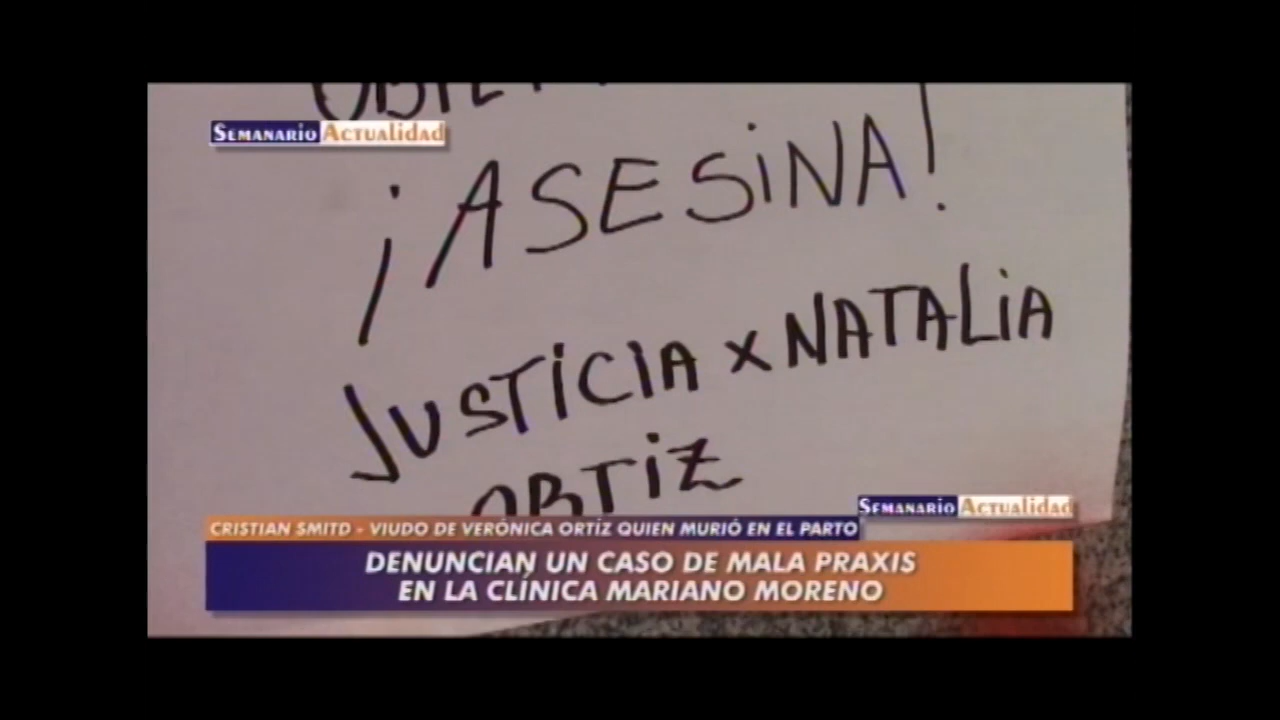 SEMANARIO ACTUALIDAD
¡ASESINA!
JUSTICIA X NATALIA
ORTIZ
SEMANARIO ACTUALIDAD
CRISTIAN SMITD - VIUDO DE VERÓNICA ORTÍZ QUIEN MURIÓ EN EL PARTO
DENUNCIAN UN CASO DE MALA PRAXIS
EN LA CLÍNICA MARIANO MORENO